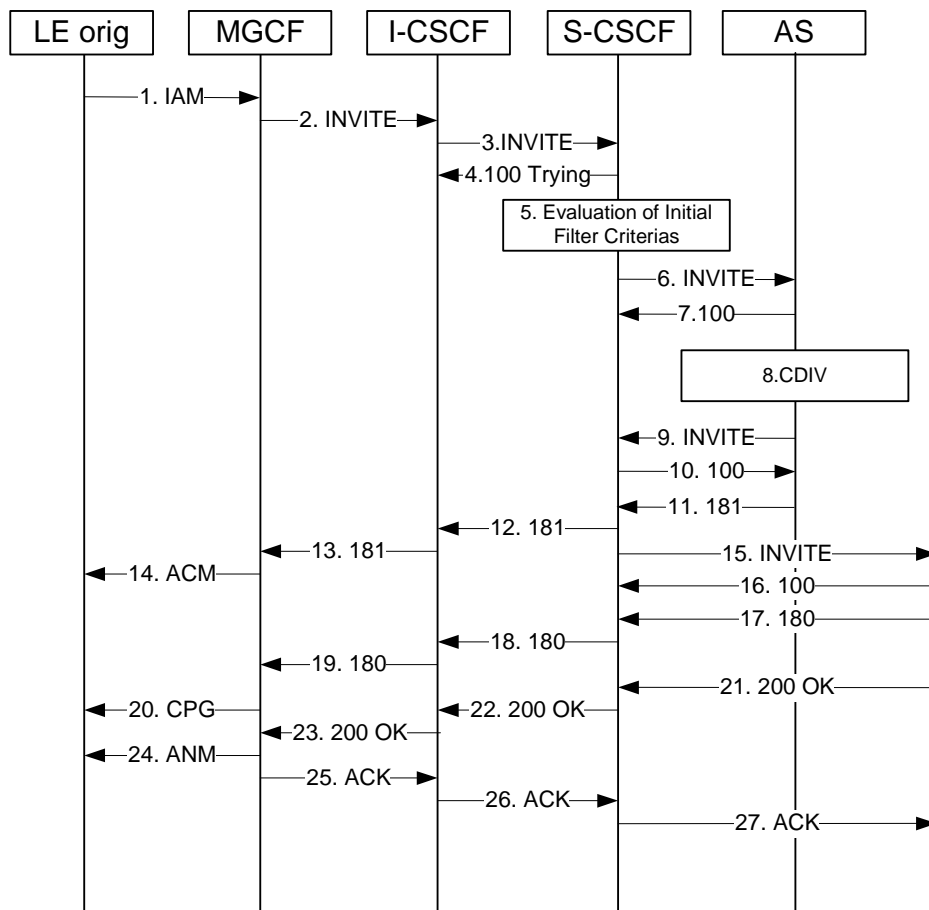 LE orig
MGCF
I-CSCF
S-CSCF
AS
1. IAM
2. INVITE
3.INVITE
4.100 Trying
5. Evaluation of Initial
Filter Criterias
6. INVITE
7.100
8.CDIV
9. INVITE
10. 100
11. 181
12. 181
13. 181
15. INVITE
14. ACM
16. 100
17. 180
18. 180
19. 180
21. 200 OK
20. CPG
22. 200 OK
23. 200 OK
24. ANM
25. ACK
26. ACK
27. ACK